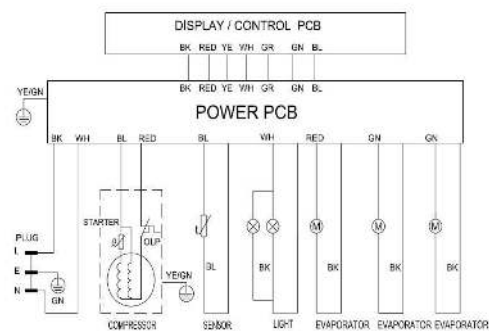 DISPLAY / CONTROL PCB
BK RED YE WH GR GN BL
BK RED YE WH GR GN BL
YE/GN
POWER PCB
BK WH BL RED BL WH RED GN GN
STARTER
OLP
PLUG
L
E
N
GN
YE/GN
BL BK BK BK BK
COMPRESSOR SENSOR LIGHT EVAPORATOR EVAPORATOR EVAPORATOR
M M M